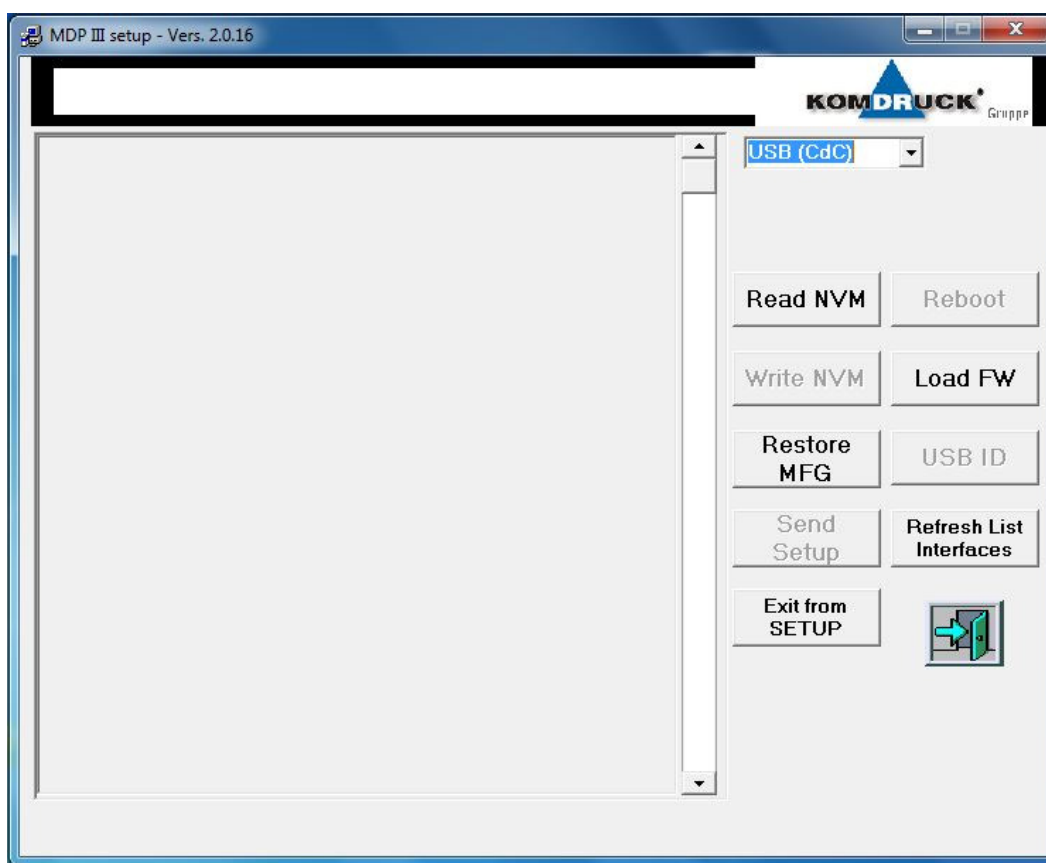 MDP III setup - Vers. 2.0.16
KOMDRUCK Gruppe
USB (CdC)
Read NVM
Reboot
Write NVM
Load FW
Restore
MFG
USB ID
Send
Setup
Refresh List
Interfaces
Exit from
SETUP